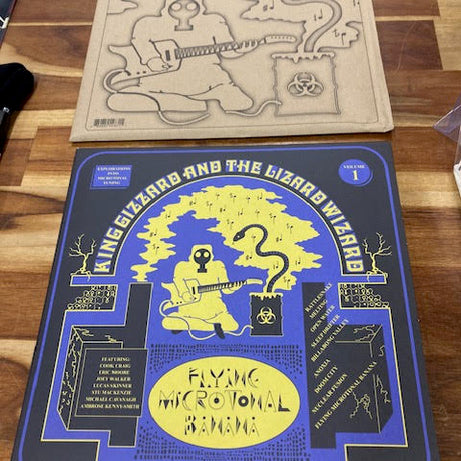 EXPLORATIONS
INTO
MICROTONAL
TUNING
VOLUME
1
KING GIZZARD AND THE LIZARD WIZARD
RATTLESNAKE
MELTING
OPEN WATER
SLEEP DRIFTER
BILLABONG VALLEY
ANOXIA
DOOM CITY
NUCLEAR FUSION
FLYING MICROTONAL BANANA
FEATURING:
COOK CRAIG
ERIC MOORE
JOEY WALKER
LUCAS SKINNER
STU MACKENZIE
MICHAEL CAVANAGH
AMBROSE KENNY-SMITH
FLYING
MICROTONAL
BANANA